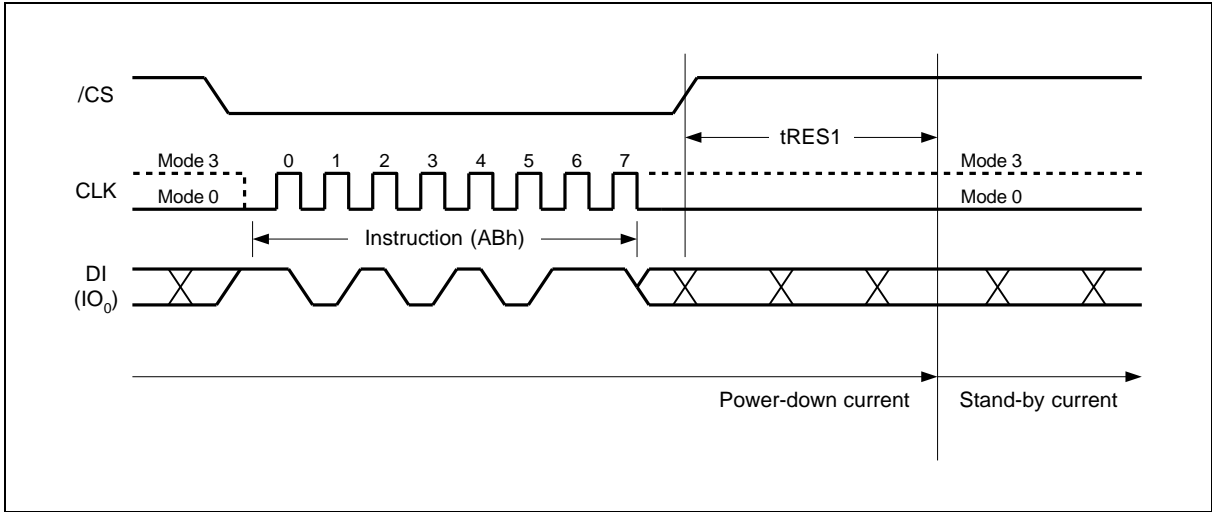 /CS
tRES1
Mode 3 0 1 2 3 4 5 6 7 Mode 3
CLK
Mode 0 Mode 0
Instruction (ABh)
DI
(IO₀)
Power-down current Stand-by current